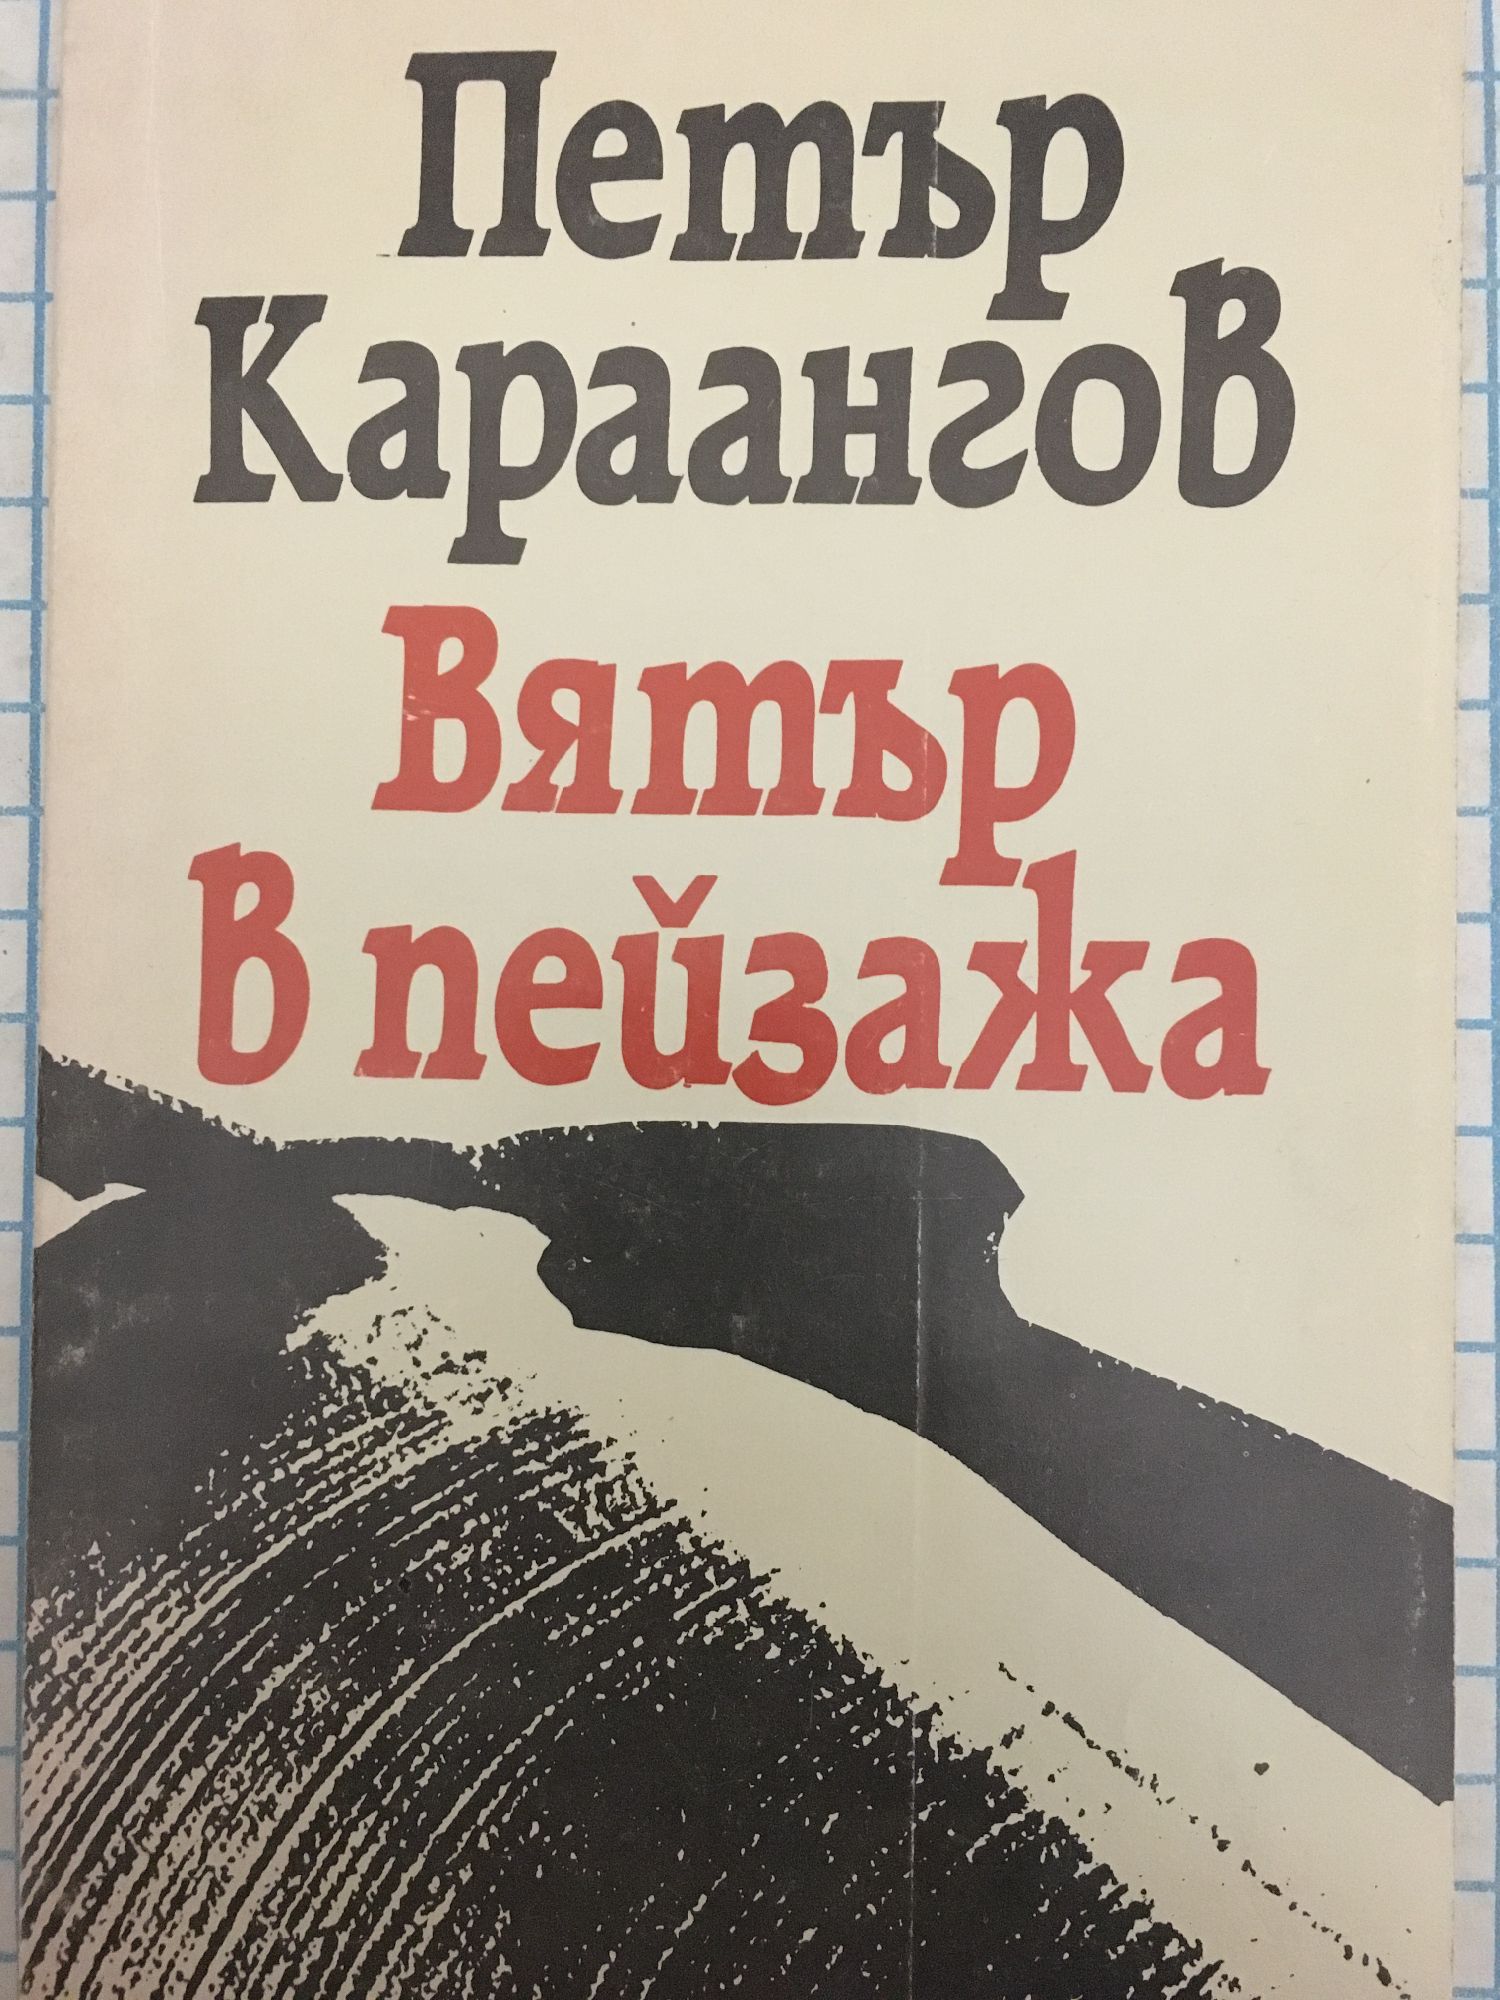 Петър
Караангов
Вятър
в пейзажа